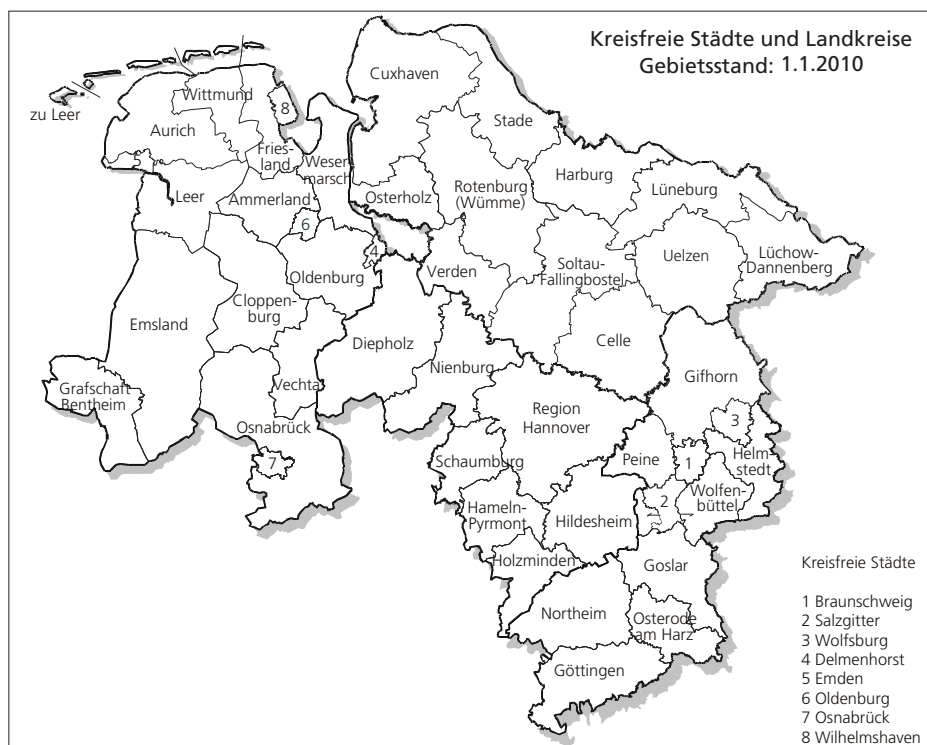 Kreisfreie Städte und Landkreise
Gebietsstand: 1.1.2010
Cuxhaven
Wittmund
zu Leer
8
Stade
Aurich
Fries-
land
Weser-
marsch
5
Harburg
Lüneburg
Leer
Ammerland
Osterholz
Rotenburg
(Wümme)
6
4
Oldenburg
Verden
Soltau-
Fallingbostel
Uelzen
Lüchow-
Dannenberg
Cloppen-
burg
Emsland
Diepholz
Celle
Nienburg
Gifhorn
Grafschaft
Bentheim
Vechta
Region
Hannover
3
Osnabrück
7
Schaumburg
Peine
1
Helm-
stedt
2
Wolfen-
büttel
Hameln-
Pyrmont
Hildesheim
Holzminden
Goslar
Northeim
Osterode
am Harz
Göttingen
Kreisfreie Städte
1 Braunschweig
2 Salzgitter
3 Wolfsburg
4 Delmenhorst
5 Emden
6 Oldenburg
7 Osnabrück
8 Wilhelmshaven